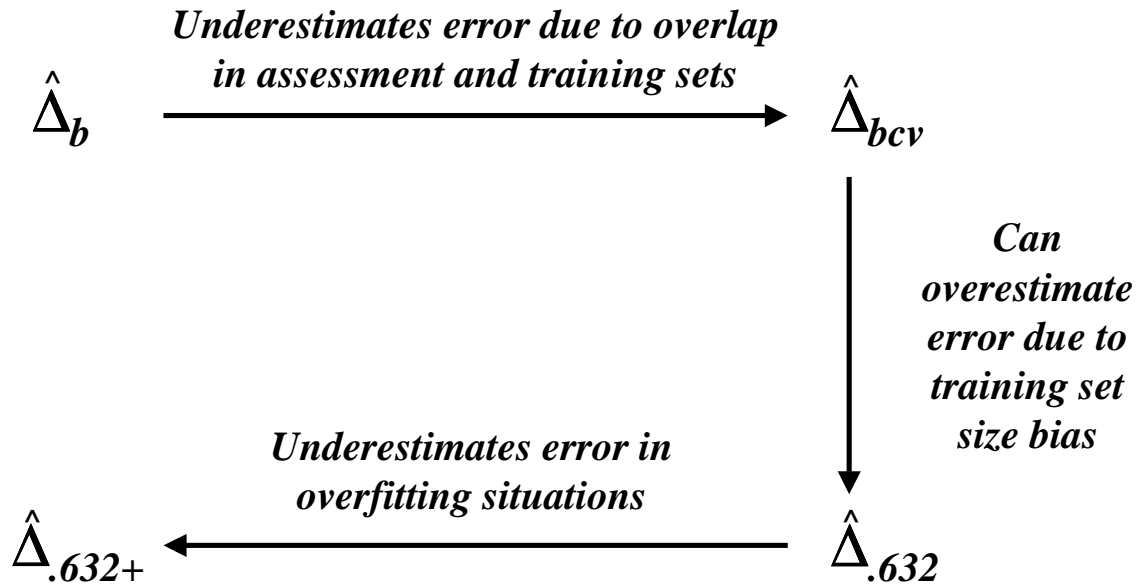 Underestimates error due to overlap
in assessment and training sets
Δ̂b
Δ̂bcv
Can
overestimate
error due to
training set
size bias
Underestimates error in
overfitting situations
Δ̂.632+
Δ̂.632